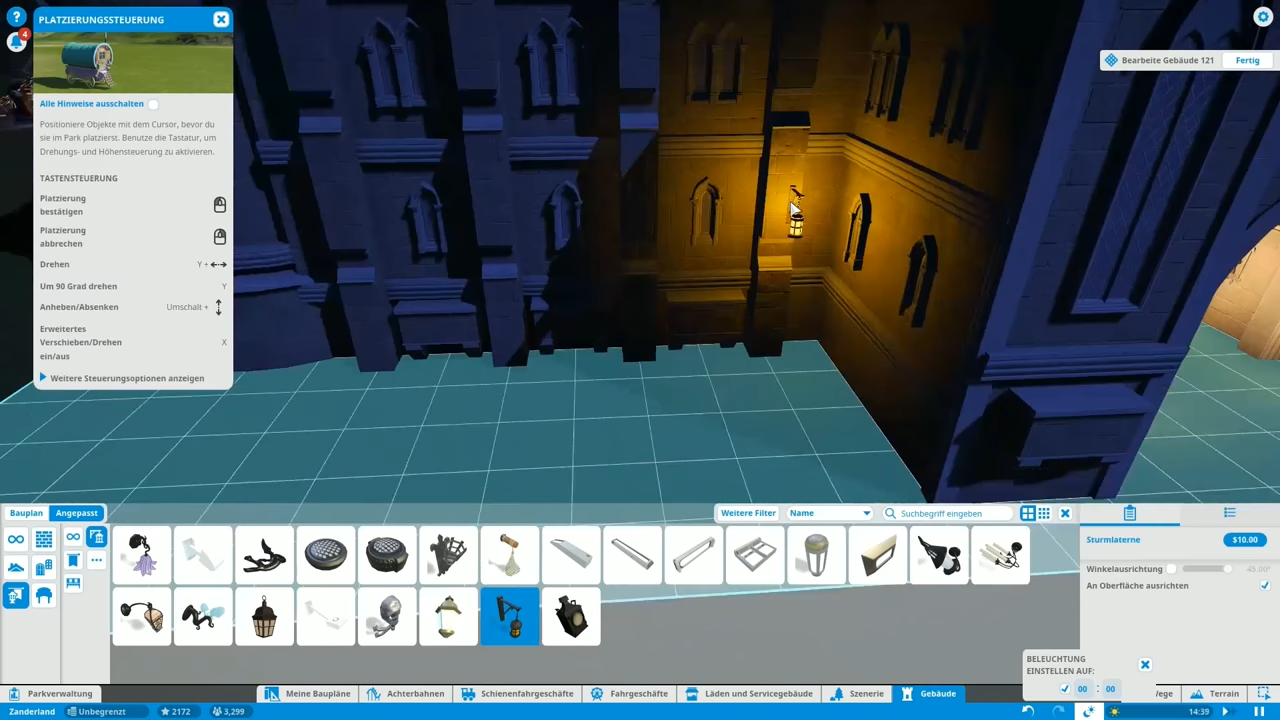 PLATZIERUNGSSTEUERUNG
4
Alle Hinweise ausschalten
Positioniere Objekte mit dem Cursor, bevor du
sie im Park platzierst. Benutze die Tastatur, um
Drehungs- und Höhensteuerung zu aktivieren.
TASTENSTEUERUNG
Platzierung
bestätigen
Platzierung
abbrechen
Drehen Y +
Um 90 Grad drehen Y
Anheben/Absenken Umschalt +
Erweitertes
Verschieben/Drehen X
ein/aus
Weitere Steuerungsoptionen anzeigen
Bearbeite Gebäude 121 Fertig
Bauplan Angepasst
Weitere Filter Name Suchbegriff eingeben
Sturmlaterne $10.00
Winkelausrichtung 45.00°
An Oberfläche ausrichten
BELEUCHTUNG
EINSTELLEN AUF:
00 : 00
Parkverwaltung Meine Baupläne Achterbahnen Schienenfahrgeschäfte Fahrgeschäfte Läden und Servicegebäude Szenerie Gebäude Wege Terrain
Zanderland Unbegrenzt 2172 3,299 14:39